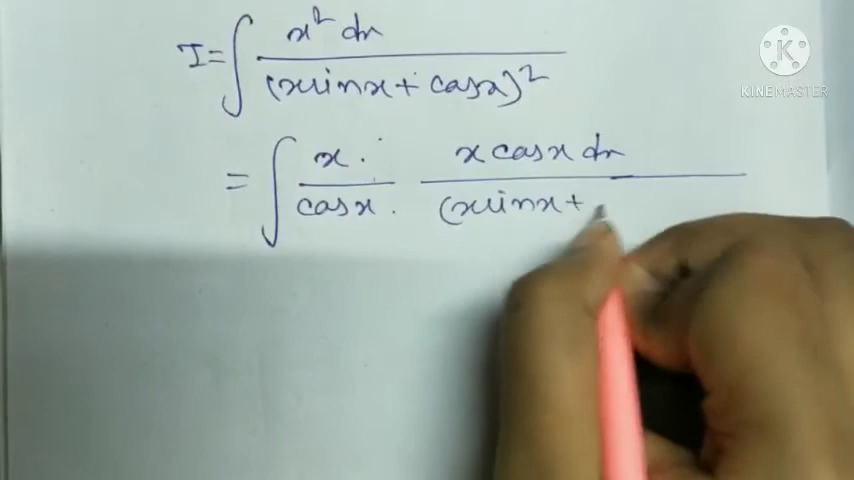 I = ∫ x² dx / (x sin x + cos x)²
K
KINEMASTER
= ∫ x / cos x . x cos x dx / (x sin x +